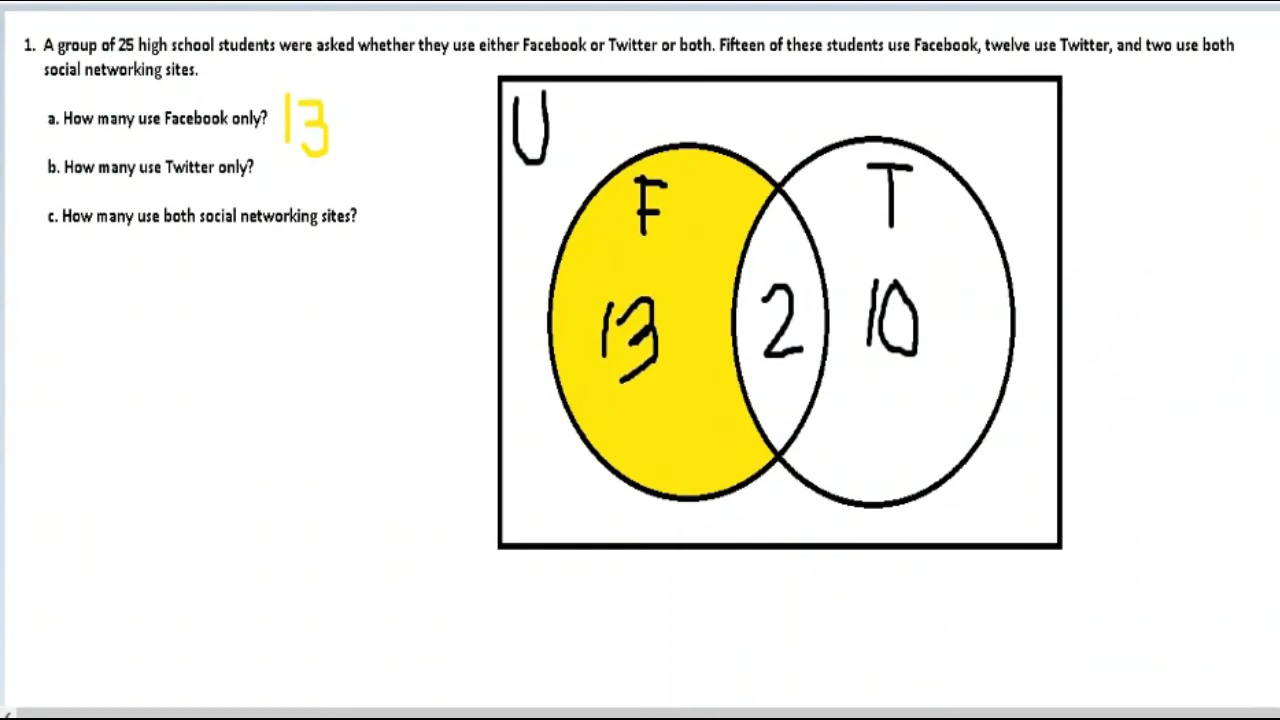 1. A group of 25 high school students were asked whether they use either Facebook or Twitter or both. Fifteen of these students use Facebook, twelve use Twitter, and two use both
social networking sites.
a. How many use Facebook only? 13
b. How many use Twitter only?
c. How many use both social networking sites?
U
F T
13 2 10